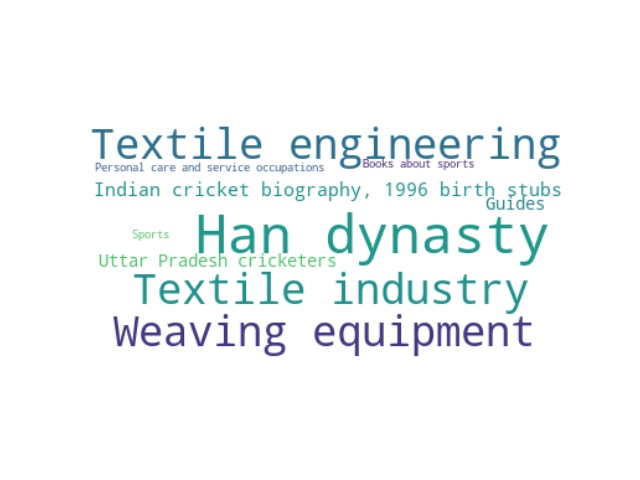 Textile engineering
Books about sports
Personal care and service occupations
Indian cricket biography, 1996 birth stubs
Guides
Sports
Han dynasty
Uttar Pradesh cricketers
Textile industry
Weaving equipment